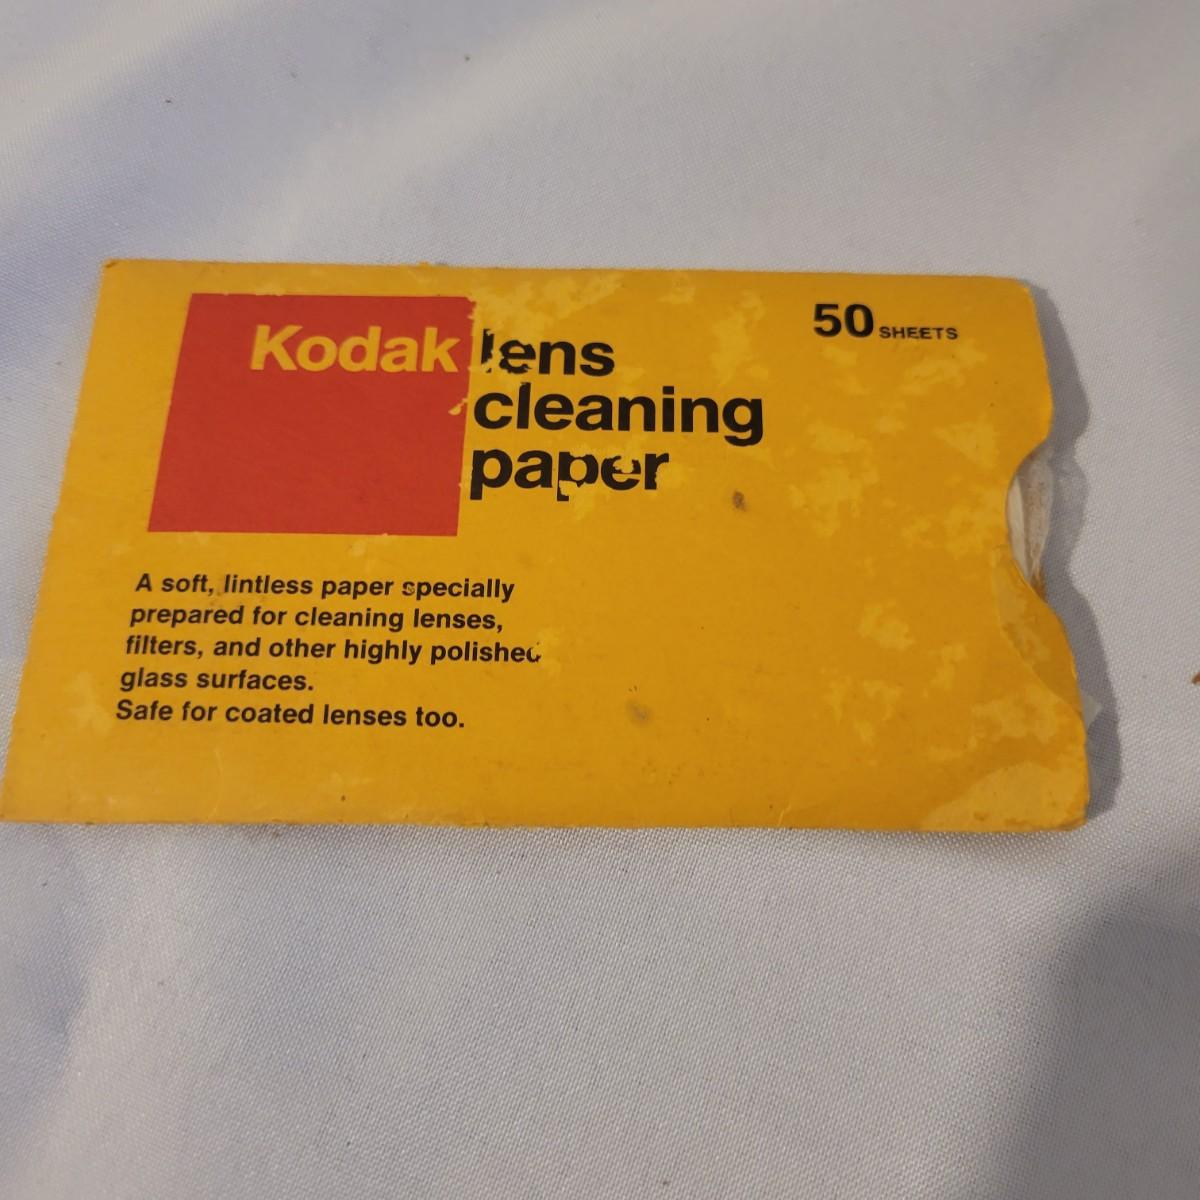 Kodak lens
cleaning
paper
50 SHEETS
A soft, lintless paper specially
prepared for cleaning lenses,
filters, and other highly polished
glass surfaces.
Safe for coated lenses too.